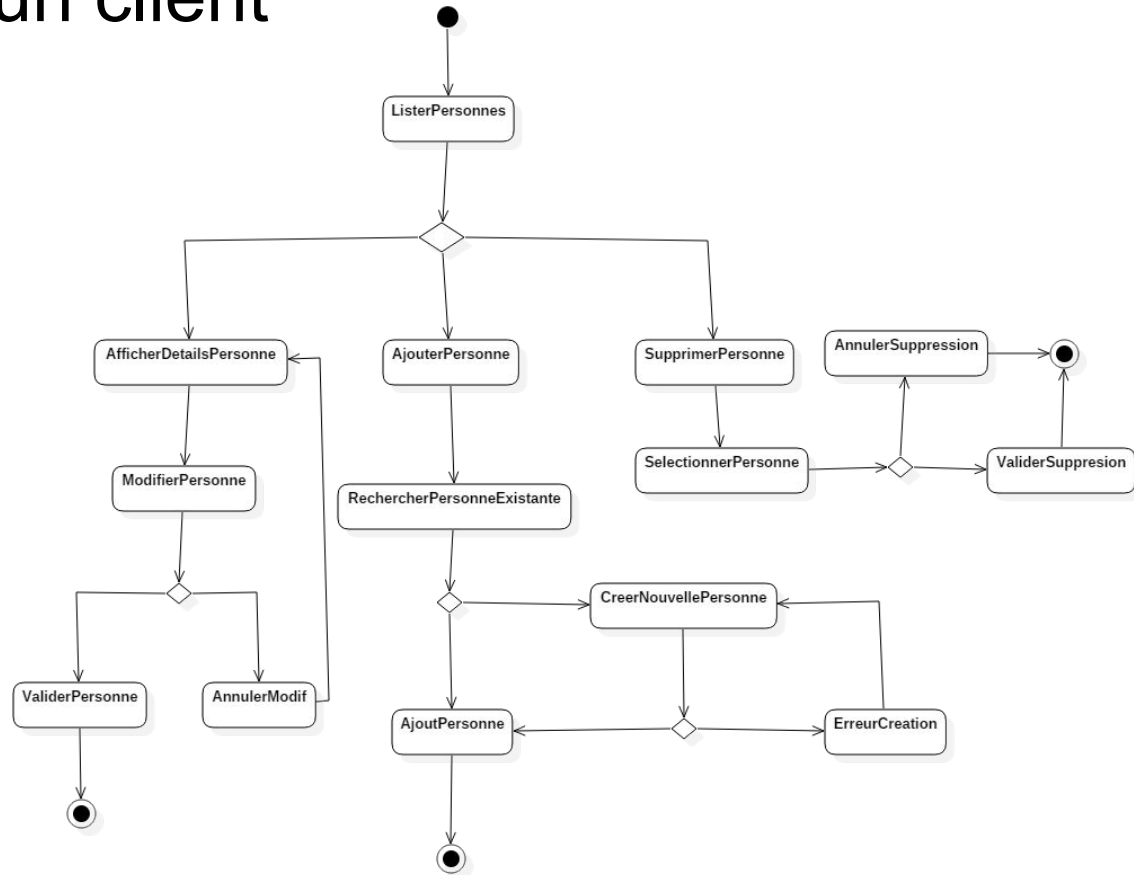 un client
ListerPersonnes
AfficherDetailsPersonne
AjouterPersonne
SupprimerPersonne
AnnulerSuppression
ModifierPersonne
SelectionnerPersonne
ValiderSuppresion
RechercherPersonneExistante
CreerNouvellePersonne
ValiderPersonne
AnnulerModif
AjoutPersonne
ErreurCreation